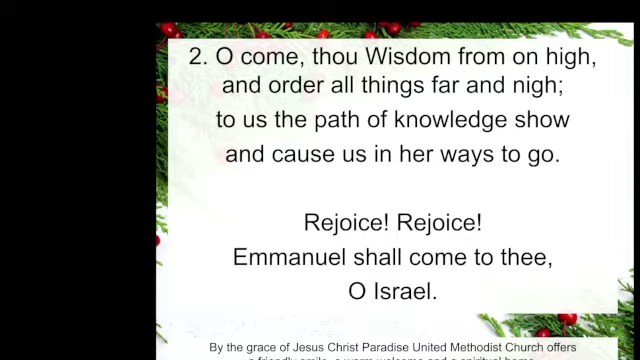 2. O come, thou Wisdom from on high,
and order all things far and nigh;
to us the path of knowledge show
and cause us in her ways to go.
Rejoice! Rejoice!
Emmanuel shall come to thee,
O Israel.
By the grace of Jesus Christ Paradise United Methodist Church offers
a friendly smile, a warm welcome and a spiritual home